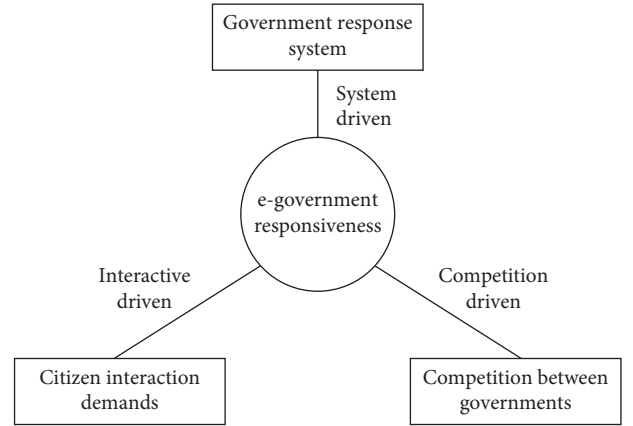 Government response
system
System
driven
e-government
responsiveness
Interactive
driven
Competition
driven
Citizen interaction
demands
Competition between
governments